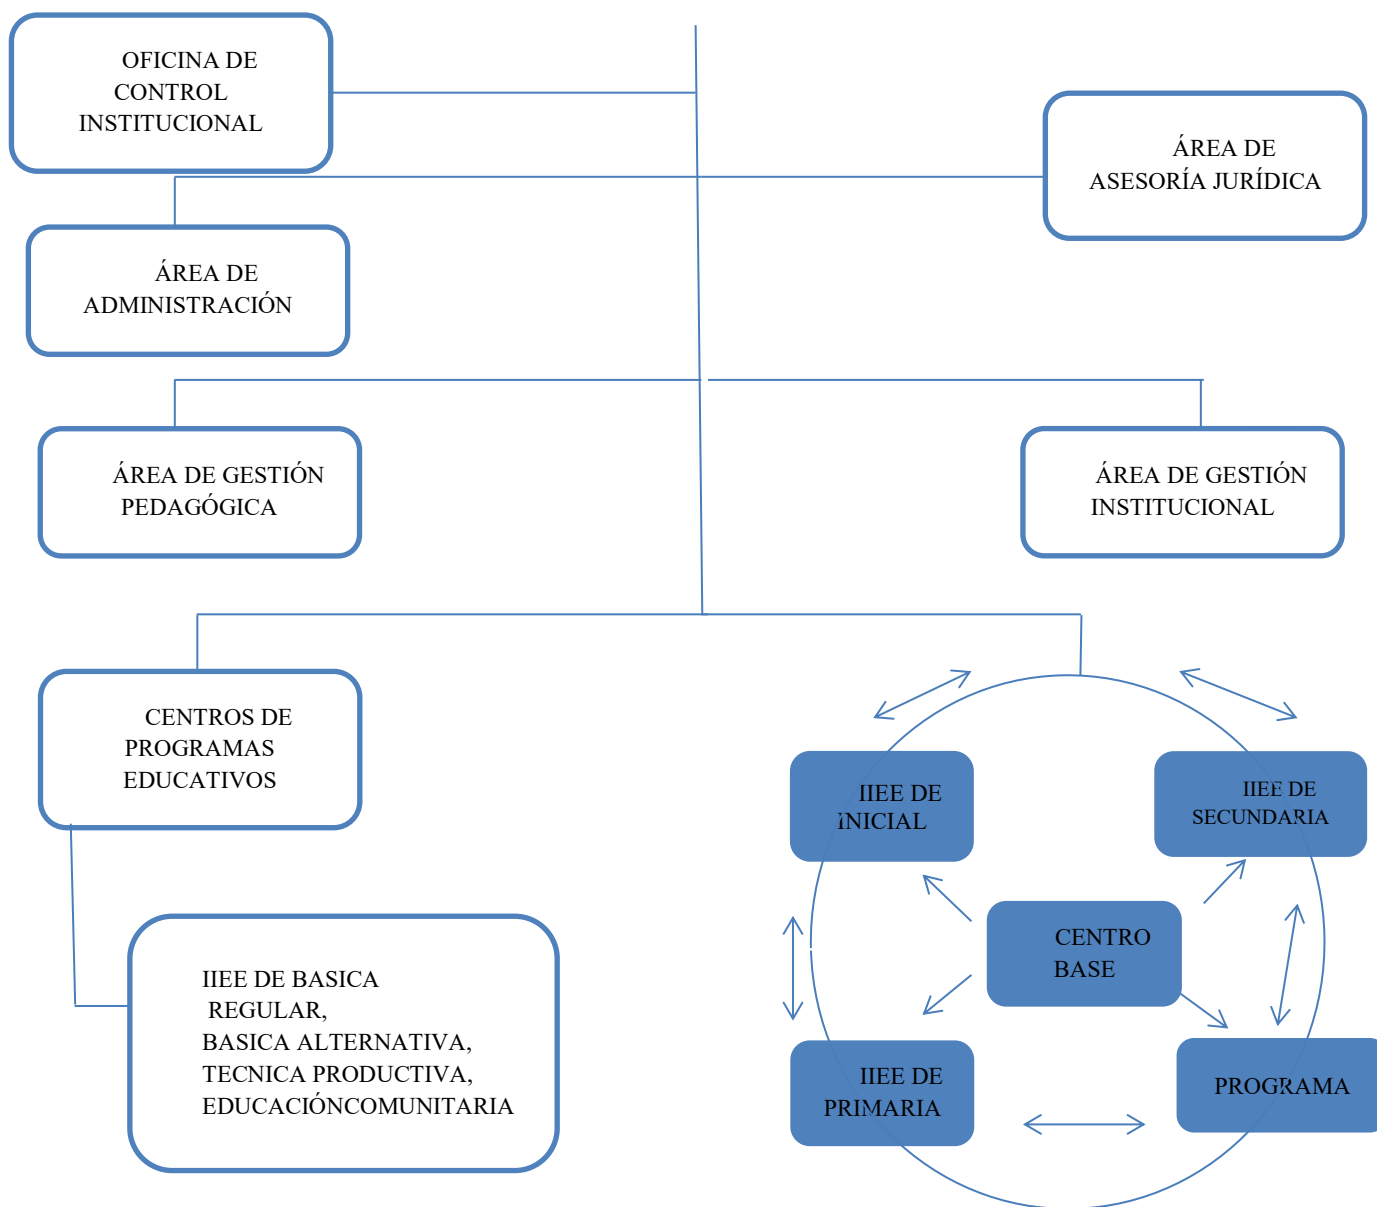 OFICINA DE
CONTROL
INSTITUCIONAL
ÁREA DE
ASESORÍA JURÍDICA
ÁREA DE
ADMINISTRACIÓN
ÁREA DE GESTIÓN
PEDAGÓGICA
ÁREA DE GESTIÓN
INSTITUCIONAL
CENTROS DE
PROGRAMAS
EDUCATIVOS
IIEE DE BASICA
REGULAR,
BASICA ALTERNATIVA,
TECNICA PRODUCTIVA,
EDUCACIÓNCOMUNITARIA
IIEE DE
INICIAL
IIEE DE
SECUNDARIA
CENTRO
BASE
IIEE DE
PRIMARIA
PROGRAMA